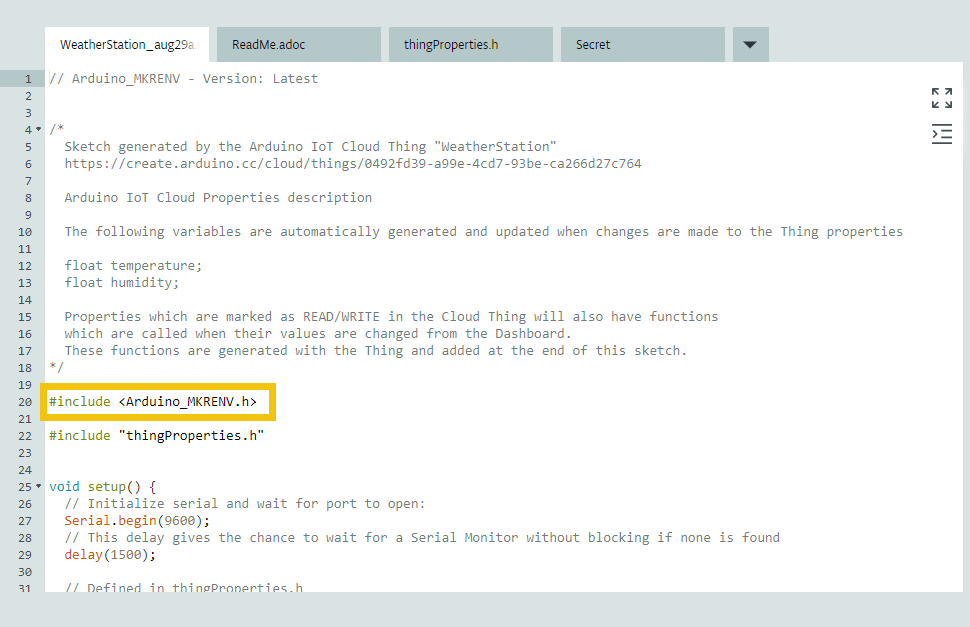 WeatherStation_aug29a
ReadMe.adoc
thingProperties.h
Secret
1 // Arduino_MKRENV - Version: Latest
2
3
4 /*
5 Sketch generated by the Arduino IoT Cloud Thing "WeatherStation"
6 https://create.arduino.cc/cloud/things/0492fd39-a99e-4cd7-93be-ca266d27c764
7
8 Arduino IoT Cloud Properties description
9
10 The following variables are automatically generated and updated when changes are made to the Thing properties
11
12 float temperature;
13 float humidity;
14
15 Properties which are marked as READ/WRITE in the Cloud Thing will also have functions
16 which are called when their values are changed from the Dashboard.
17 These functions are generated with the Thing and added at the end of this sketch.
18 */
19
20 #include <Arduino_MKRENV.h>
21
22 #include "thingProperties.h"
23
24
25 void setup() {
26 // Initialize serial and wait for port to open:
27 Serial.begin(9600);
28 // This delay gives the chance to wait for a Serial Monitor without blocking if none is found
29 delay(1500);
30
31 // Defined in thingProperties.h